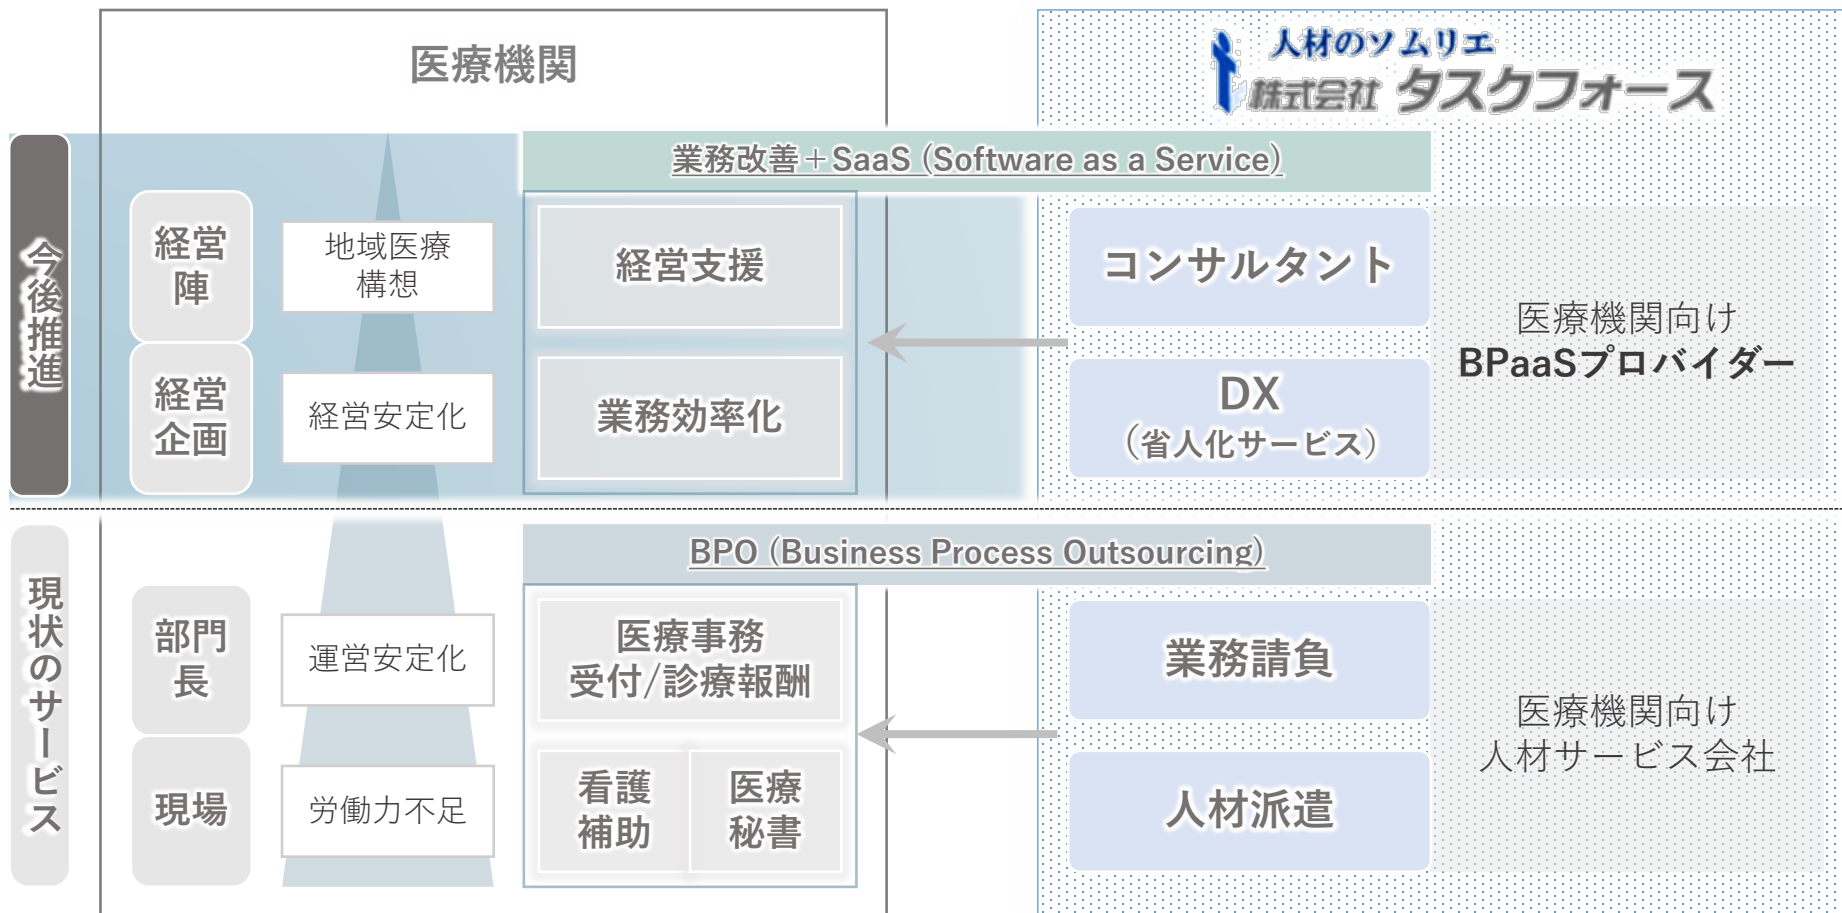 医療機関
人材のソムリエ
株式会社 タスクフォース
今後推進
業務改善＋SaaS (Software as a Service)
経営
陣
地域医療
構想
経営支援
コンサルタント
経営
企画
経営安定化
業務効率化
DX
（省人化サービス）
医療機関向け
BPaaSプロバイダー
現状のサービス
BPO (Business Process Outsourcing)
部門
長
運営安定化
医療事務
受付/診療報酬
業務請負
現場
労働力不足
看護
補助
医療
秘書
人材派遣
医療機関向け
人材サービス会社